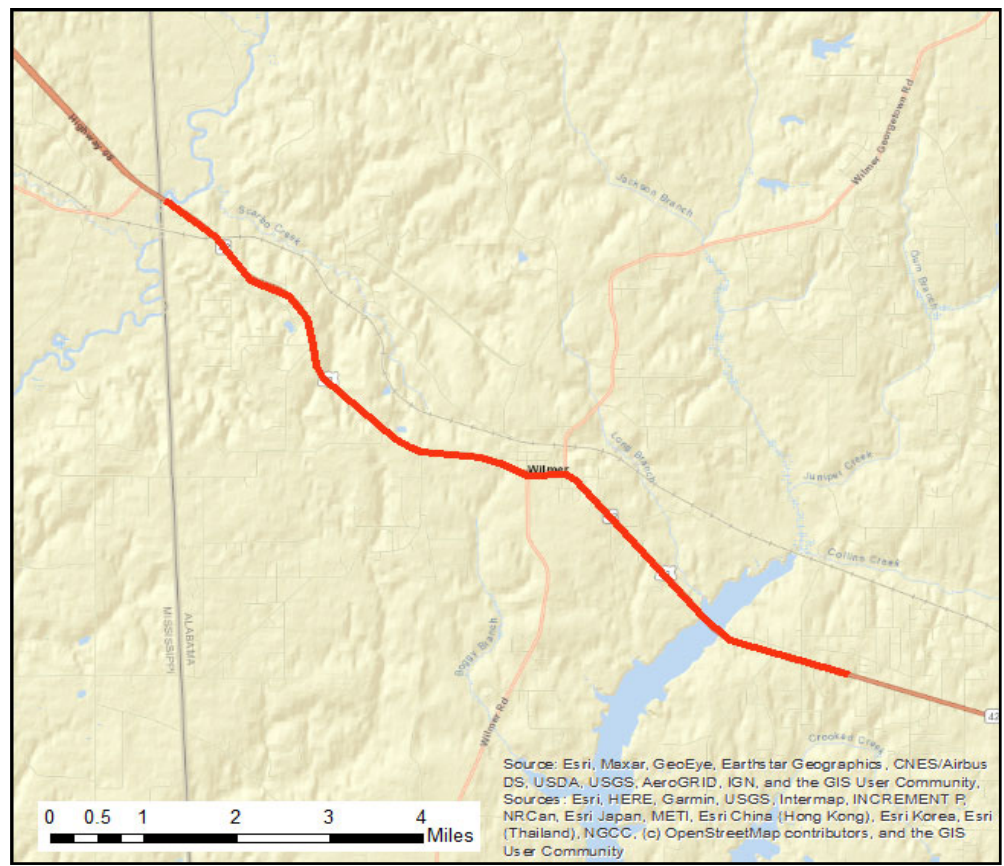 Highway 98
Scarbo Creek
Jackson Branch
Wilmer Georgetown Rd
Owin Branch
Long Branch
Wilmer
Juniper Creek
Collins Creek
MISSISSIPPI
ALABAMA
Boggy Branch
Wilmer Rd
42
Crooked Creek
Source: Esri, Maxar, GeoEye, Earthstar Geographics, CNES/Airbus
DS, USDA, USGS, AeroGRID, IGN, and the GIS User Community,
Sources: Esri, HERE, Garmin, USGS, Intermap, INCREMENT P,
NRCan, Esri Japan, METI, Esri China (Hong Kong), Esri Korea, Esri
(Thailand), NGCC, (c) OpenStreetMap contributors, and the GIS
User Community
0 0.5 1 2 3 4
Miles